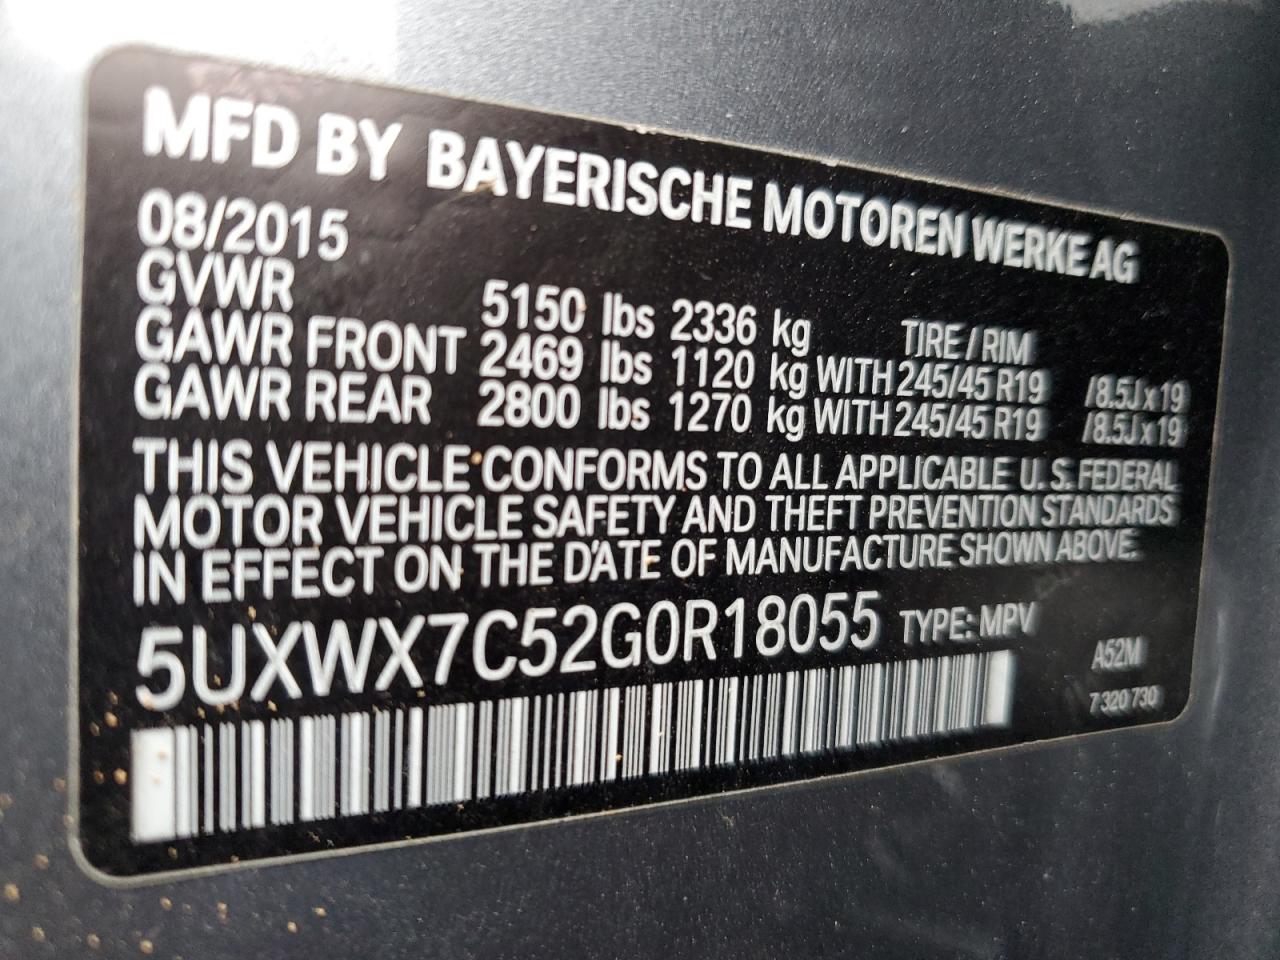 MFD BY BAYERISCHE MOTOREN WERKE AG
08/2015
GVWR 5150 lbs 2336 kg TIRE / RIM
GAWR FRONT 2469 lbs 1120 kg WITH 245/45 R19 /8.5J x 19
GAWR REAR 2800 lbs 1270 kg WITH 245/45 R19 /8.5J x 19
THIS VEHICLE CONFORMS TO ALL APPLICABLE U.S. FEDERAL
MOTOR VEHICLE SAFETY AND THEFT PREVENTION STANDARDS
IN EFFECT ON THE DATE OF MANUFACTURE SHOWN ABOVE.
5UXWX7C52G0R18055 TYPE: MPV
A52M
7 320 730